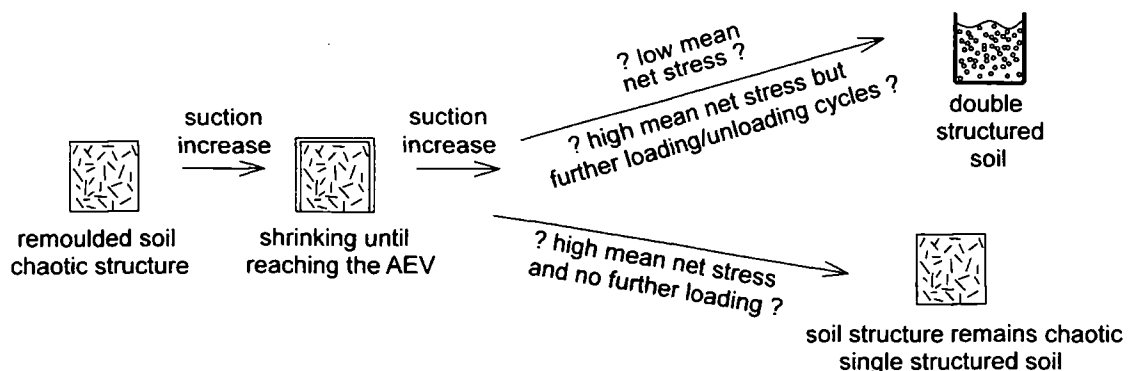 ? low mean
net stress ?
? high mean net stress but
further loading/unloading cycles ?
double
structured
soil
suction
increase
suction
increase
remoulded soil
chaotic structure
shrinking until
reaching the AEV
? high mean net stress
and no further loading ?
soil structure remains chaotic
single structured soil